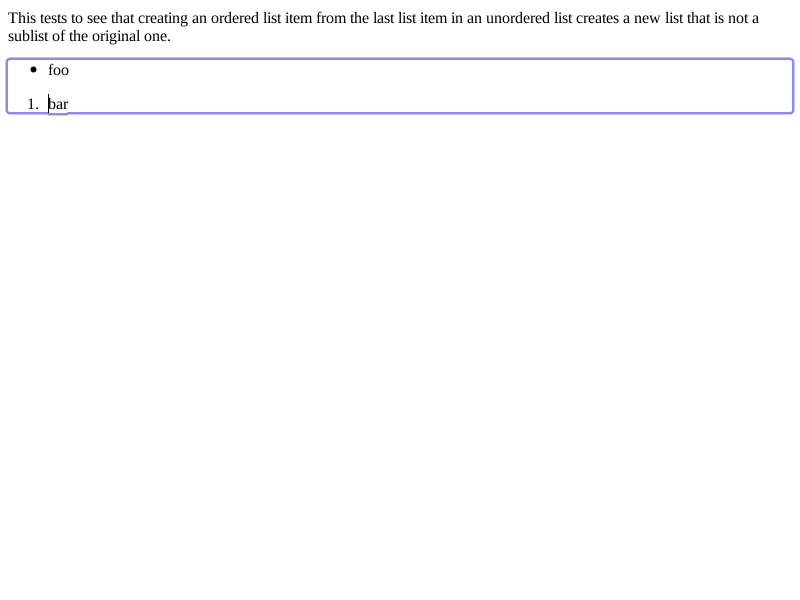 This tests to see that creating an ordered list item from the last list item in an unordered list creates a new list that is not a
sublist of the original one.
• foo
1. bar